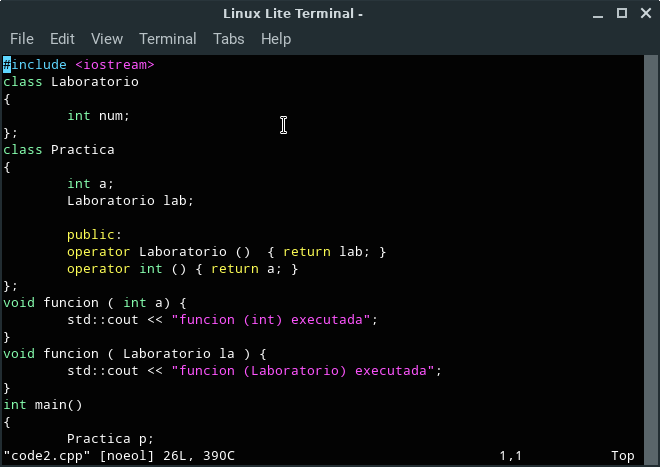 Linux Lite Terminal -
File Edit View Terminal Tabs Help
#include <iostream>
class Laboratorio
{
        int num;
};
class Practica
{
        int a;
        Laboratorio lab;

        public:
        operator Laboratorio ()  { return lab; }
        operator int () { return a; }
};
void funcion ( int a) {
        std::cout << "funcion (int) executada";
}
void funcion ( Laboratorio la ) {
        std::cout << "funcion (Laboratorio) executada";
}
int main()
{
        Practica p;
"code2.cpp" [noeol] 26L, 390C 1,1 Top